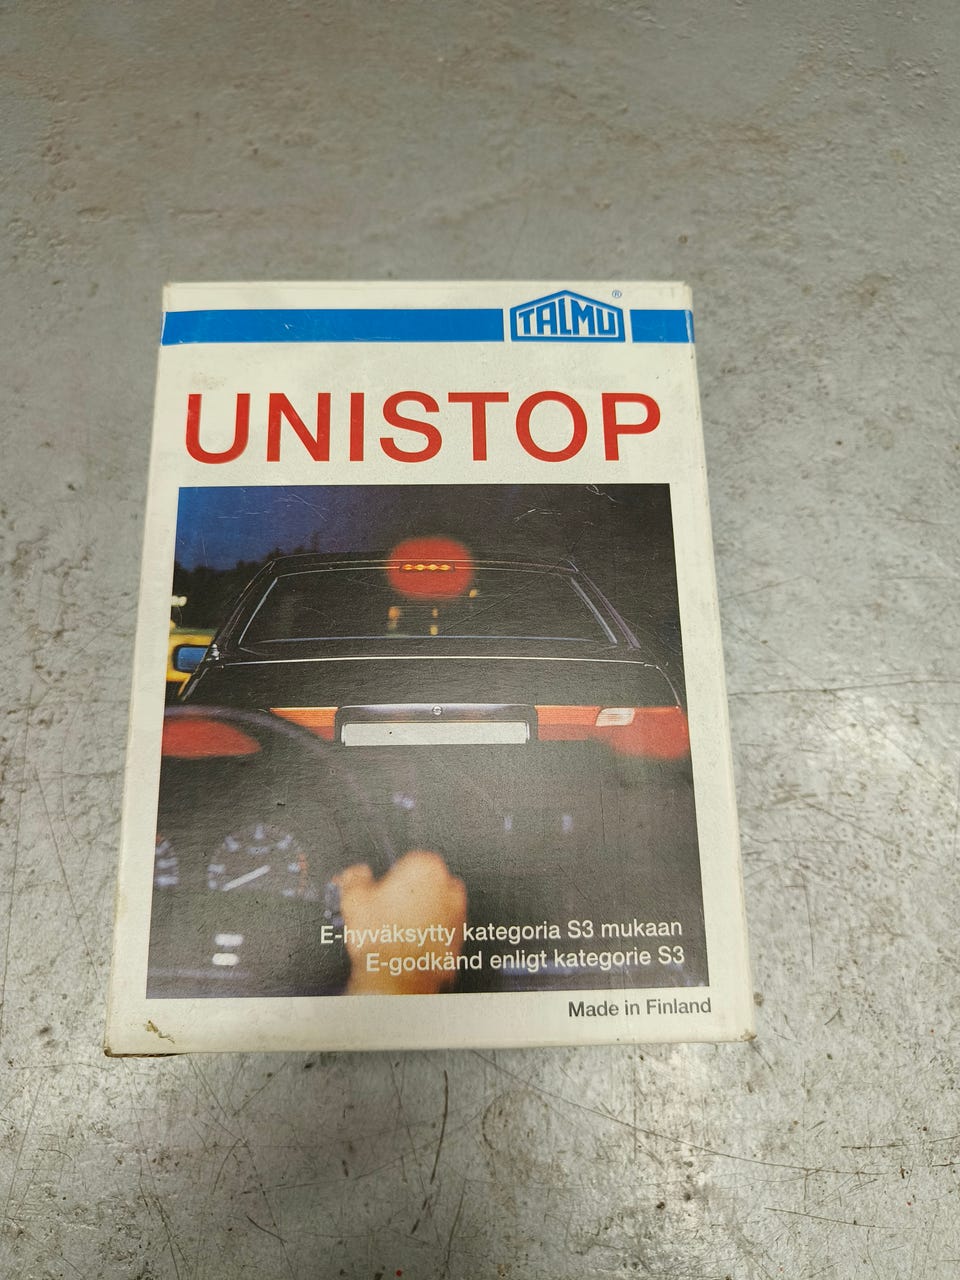 TALMU®
UNISTOP
E-hyväksytty kategoria S3 mukaan
E-godkänd enligt kategorie S3
Made in Finland